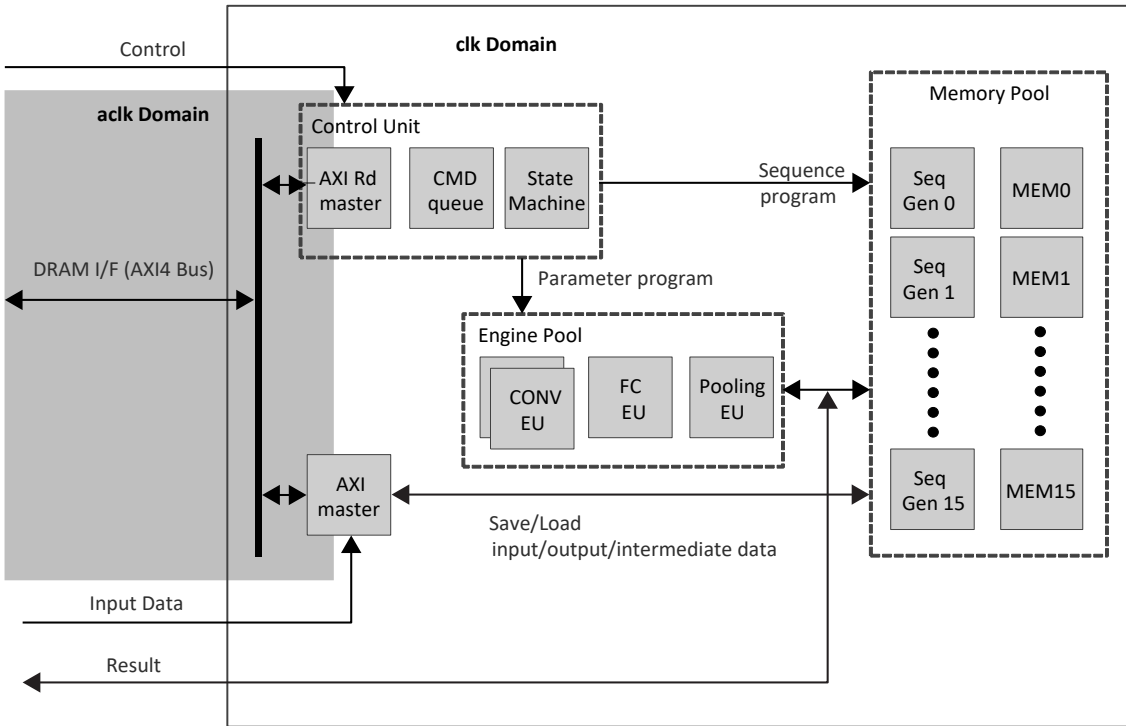 Control
clk Domain
aclk Domain
Control Unit
AXI Rd
master
CMD
queue
State
Machine
Sequence
program
Memory Pool
Seq
Gen 0
MEM0
Seq
Gen 1
MEM1
DRAM I/F (AXI4 Bus)
Parameter program
Engine Pool
CONV
EU
FC
EU
Pooling
EU
Seq
Gen 15
MEM15
AXI
master
Save/Load
input/output/intermediate data
Input Data
Result